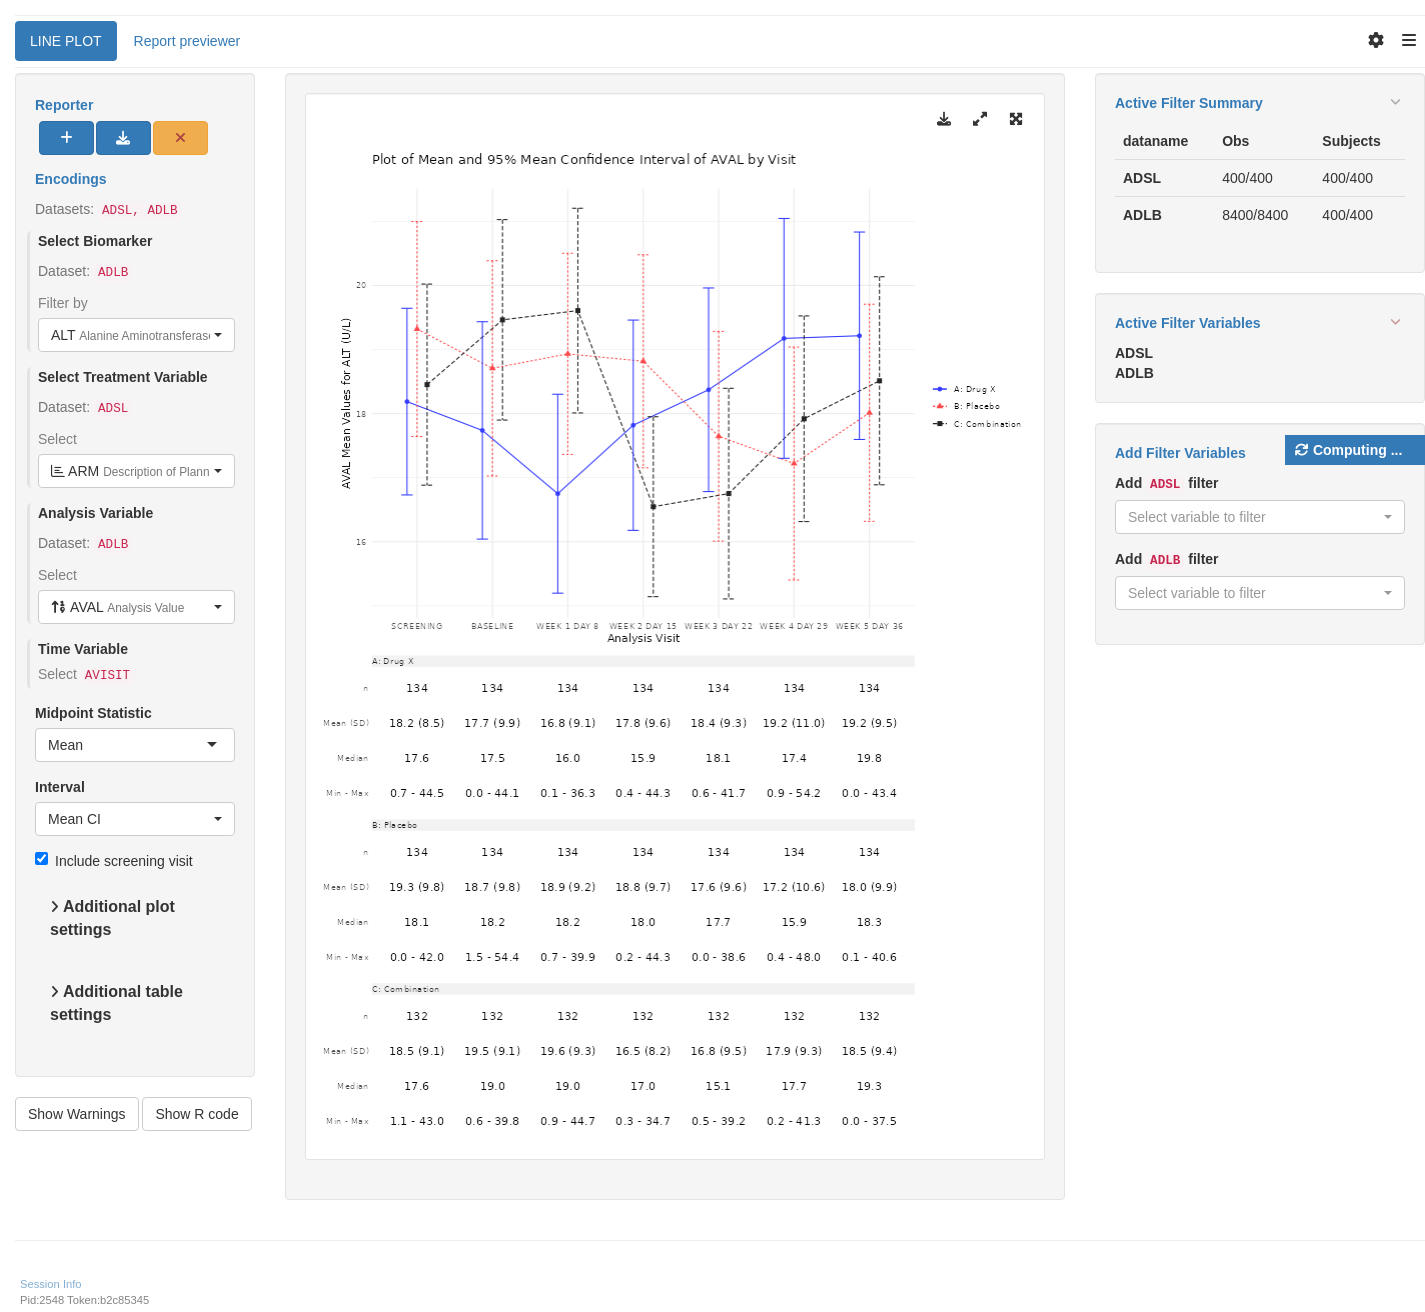 LINE PLOT
Report previewer
Reporter
Encodings
Datasets: ADSL, ADLB
Select Biomarker
Dataset: ADLB
Filter by
ALT Alanine Aminotransferas
Select Treatment Variable
Dataset: ADSL
Select
ARM Description of Plann
Analysis Variable
Dataset: ADLB
Select
AVAL Analysis Value
Time Variable
Select AVISIT
Midpoint Statistic
Mean
Interval
Mean CI
Include screening visit
Additional plot
settings
Additional table
settings
Show Warnings
Show R code
Plot of Mean and 95% Mean Confidence Interval of AVAL by Visit
AVAL Mean Values for ALT (U/L)
20
18
16
SCREENING BASELINE WEEK 1 DAY 8 WEEK 2 DAY 15 WEEK 3 DAY 22 WEEK 4 DAY 29 WEEK 5 DAY 36
Analysis Visit
A: Drug X
B: Placebo
C: Combination
A: Drug X
n 134 134 134 134 134 134 134
Mean (SD) 18.2 (8.5) 17.7 (9.9) 16.8 (9.1) 17.8 (9.6) 18.4 (9.3) 19.2 (11.0) 19.2 (9.5)
Median 17.6 17.5 16.0 15.9 18.1 17.4 19.8
Min - Max 0.7 - 44.5 0.0 - 44.1 0.1 - 36.3 0.4 - 44.3 0.6 - 41.7 0.9 - 54.2 0.0 - 43.4
B: Placebo
n 134 134 134 134 134 134 134
Mean (SD) 19.3 (9.8) 18.7 (9.8) 18.9 (9.2) 18.8 (9.7) 17.6 (9.6) 17.2 (10.6) 18.0 (9.9)
Median 18.1 18.2 18.2 18.0 17.7 15.9 18.3
Min - Max 0.0 - 42.0 1.5 - 54.4 0.7 - 39.9 0.2 - 44.3 0.0 - 38.6 0.4 - 48.0 0.1 - 40.6
C: Combination
n 132 132 132 132 132 132 132
Mean (SD) 18.5 (9.1) 19.5 (9.1) 19.6 (9.3) 16.5 (8.2) 16.8 (9.5) 17.9 (9.3) 18.5 (9.4)
Median 17.6 19.0 19.0 17.0 15.1 17.7 19.3
Min - Max 1.1 - 43.0 0.6 - 39.8 0.9 - 44.7 0.3 - 34.7 0.5 - 39.2 0.2 - 41.3 0.0 - 37.5
Active Filter Summary
dataname Obs Subjects
ADSL 400/400 400/400
ADLB 8400/8400 400/400
Active Filter Variables
ADSL
ADLB
Add Filter Variables
Computing ...
Add ADSL filter
Select variable to filter
Add ADLB filter
Select variable to filter
Session Info
Pid:2548 Token:b2c85345